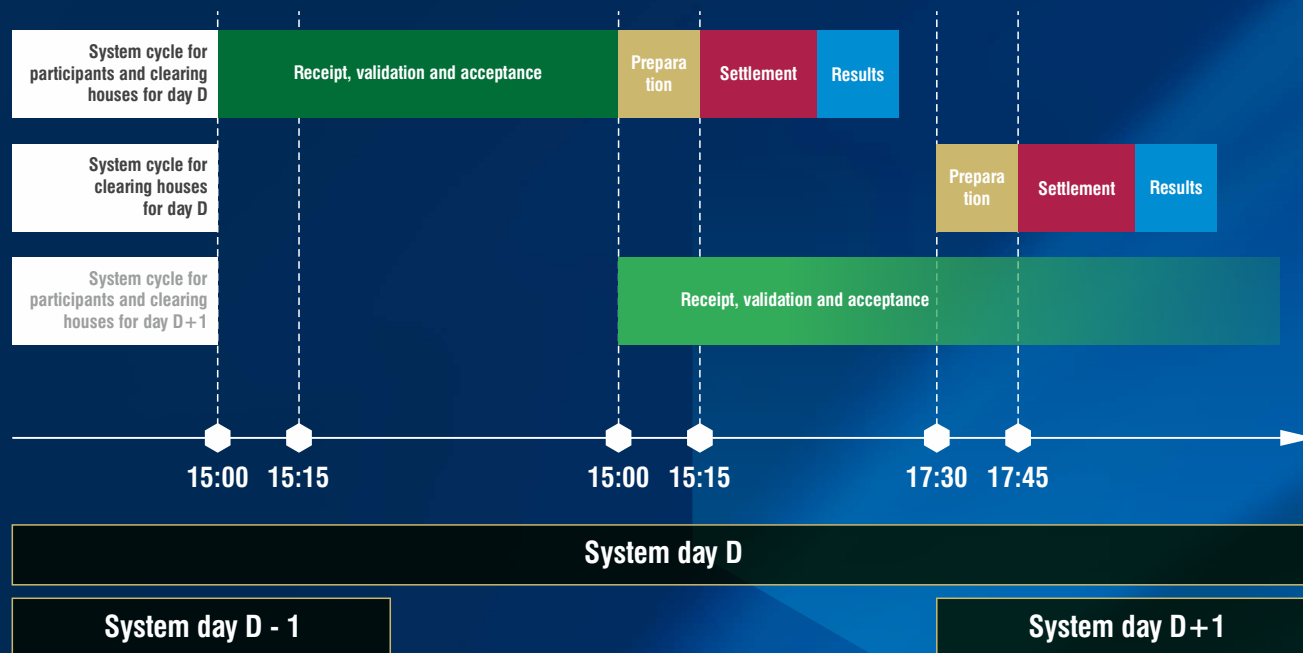 System cycle for
participants and clearing
houses for day D
Receipt, validation and acceptance
Prepara
tion
Settlement
Results
System cycle for
clearing houses
for day D
Prepara
tion
Settlement
Results
System cycle for
participants and clearing
houses for day D+1
Receipt, validation and acceptance
15:00 15:15 15:00 15:15 17:30 17:45
System day D
System day D - 1
System day D+1